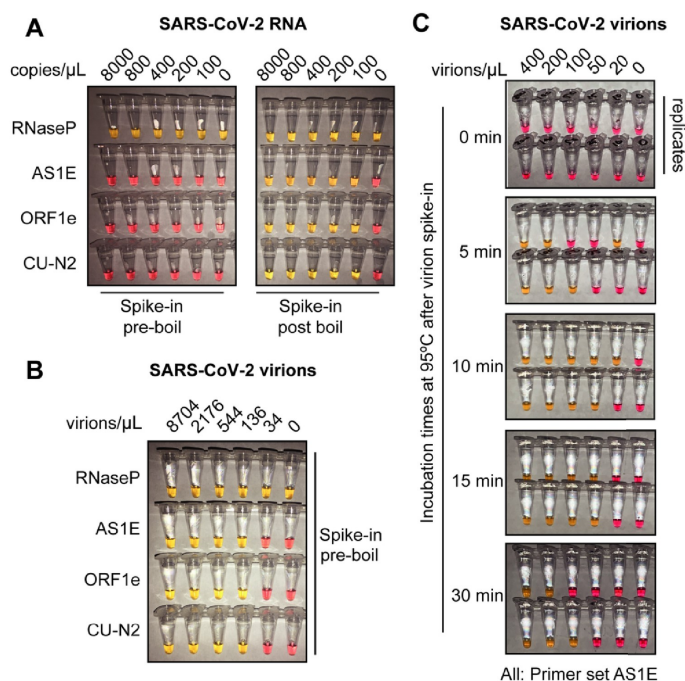 A
SARS-CoV-2 RNA
copies/μL
8000 800 400 200 100 0
8000 800 400 200 100 0
RNaseP
AS1E
ORF1e
CU-N2
Spike-in
pre-boil
Spike-in
post boil
B
SARS-CoV-2 virions
virions/μL
8704 2176 544 136 34 0
RNaseP
AS1E
ORF1e
CU-N2
Spike-in
pre-boil
C
SARS-CoV-2 virions
virions/μL
400 200 100 50 20 0
Incubation times at 95ºC after virion spike-in
0 min
replicates
5 min
10 min
15 min
30 min
All: Primer set AS1E